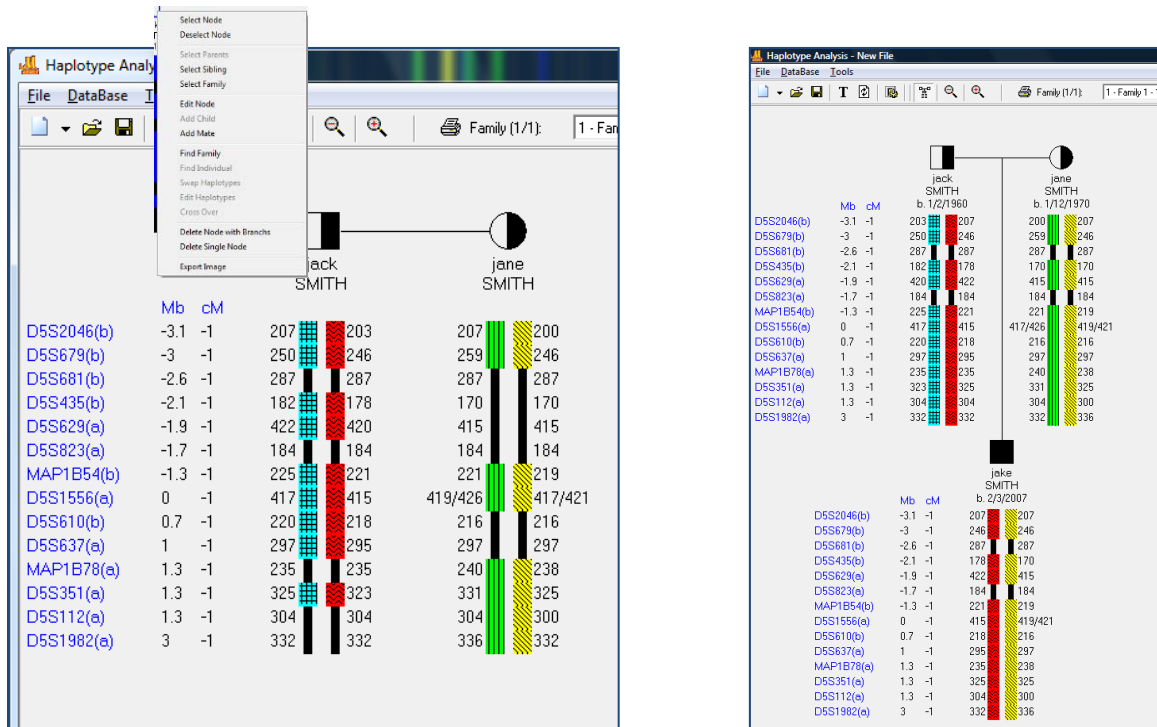 Select Node
Deselect Node
Select Parents
Select Sibling
Select Family
Edit Node
Add Child
Add Mate
Find Family
Find Individual
Swap Haplotypes
Edit Haplotypes
Cross Over
Delete Node with Branchs
Delete Single Node
Export Image
Haplotype Analy
File DataBase T
Family (1/1): 1 - Fan
jack jane
SMITH SMITH
Mb cM
D5S2046(b) -3.1 -1 207 203 207 200
D5S679(b) -3 -1 250 246 259 246
D5S681(b) -2.6 -1 287 287 287 287
D5S435(b) -2.1 -1 182 178 170 170
D5S629(a) -1.9 -1 422 420 415 415
D5S823(a) -1.7 -1 184 184 184 184
MAP1B54(b) -1.3 -1 225 221 221 219
D5S1556(a) 0 -1 417 415 419/426 417/421
D5S610(b) 0.7 -1 220 218 216 216
D5S637(a) 1 -1 297 295 297 297
MAP1B78(a) 1.3 -1 235 235 240 238
D5S351(a) 1.3 -1 325 323 331 325
D5S112(a) 1.3 -1 304 304 304 300
D5S1982(a) 3 -1 332 332 336 332
Haplotype Analysis - New File
File DataBase Tools
T Family (1/1): 1 - Family 1 - 1
jack jane
SMITH SMITH
b. 1/2/1960 b. 1/12/1970
Mb cM
D5S2046(b) -3.1 -1 203 207 200 207
D5S679(b) -3 -1 250 246 259 246
D5S681(b) -2.6 -1 287 287 287 287
D5S435(b) -2.1 -1 182 178 170 170
D5S629(a) -1.9 -1 420 422 415 415
D5S823(a) -1.7 -1 184 184 184 184
MAP1B54(b) -1.3 -1 225 221 221 219
D5S1556(a) 0 -1 417 415 417/426 419/421
D5S610(b) 0.7 -1 220 218 216 216
D5S637(a) 1 -1 297 295 297 297
MAP1B78(a) 1.3 -1 235 235 240 238
D5S351(a) 1.3 -1 323 325 331 325
D5S112(a) 1.3 -1 304 304 304 300
D5S1982(a) 3 -1 332 332 332 336
jake
SMITH
b. 2/3/2007
Mb cM
D5S2046(b) -3.1 -1 207 207
D5S679(b) -3 -1 246 246
D5S681(b) -2.6 -1 287 287
D5S435(b) -2.1 -1 178 170
D5S629(a) -1.9 -1 422 415
D5S823(a) -1.7 -1 184 184
MAP1B54(b) -1.3 -1 221 219
D5S1556(a) 0 -1 415 419/421
D5S610(b) 0.7 -1 218 216
D5S637(a) 1 -1 295 297
MAP1B78(a) 1.3 -1 235 238
D5S351(a) 1.3 -1 325 325
D5S112(a) 1.3 -1 304 300
D5S1982(a) 3 -1 332 336